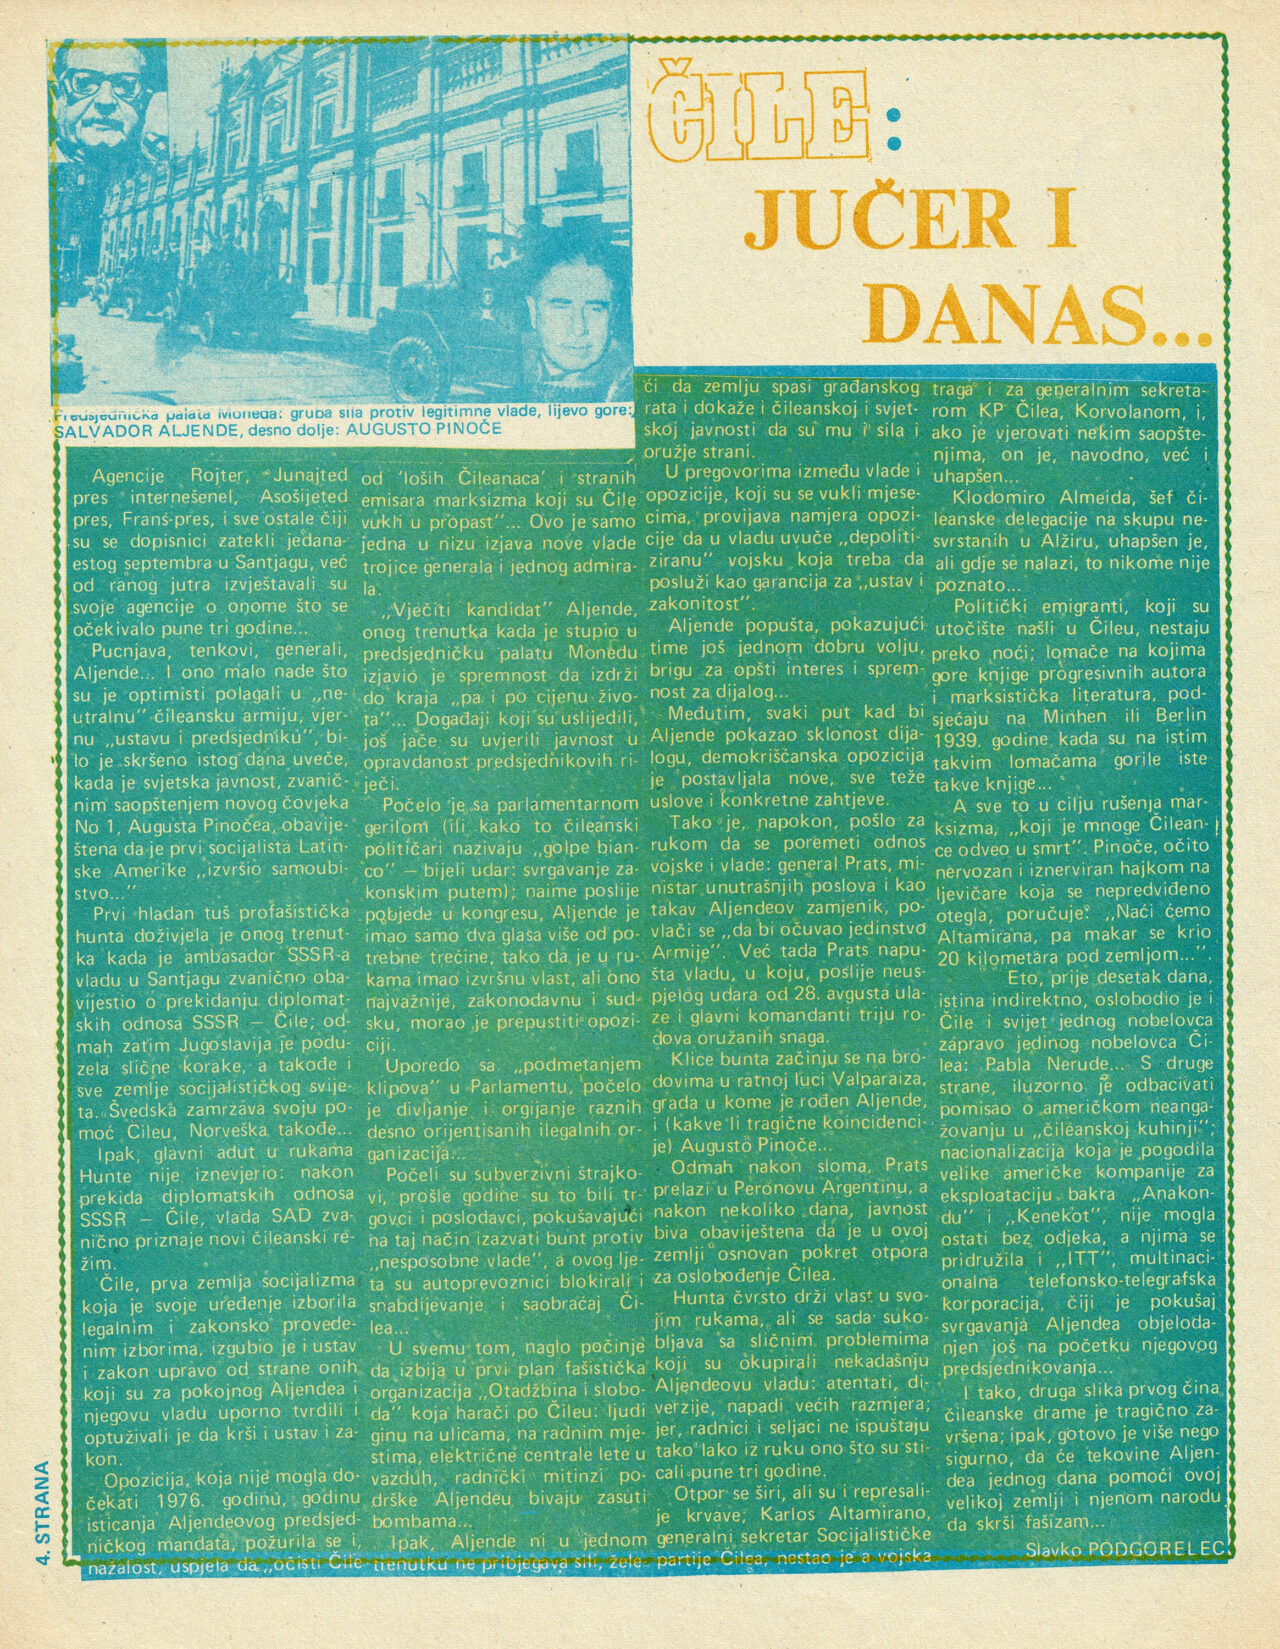 ČILE:
JUČER I
DANAS...
Predsjednička palata Moneda: gruba sila protiv legitimne vlade, lijevo gore:
SALVADOR ALJENDE, desno dolje: AUGUSTO PINOČE
Agencije Rojter, Junajted
pres internešenel, Asošijeted
pres, Franš-pres, i sve ostale čiji
su se dopisnici zatekli jedana-
estog septembra u Santjagu, već
od ranog jutra izvještavali su
svoje agencije o onome što se
očekivalo pune tri godine...
Pucnjava, tenkovi, generali,
Aljende... I ono malo nade što
su je optimisti polagali u „ne-
utralnu" čileansku armiju, vjer-
nu „ustavu i predsjedniku", bi-
lo je skršeno istog dana uveče,
kada je svjetska javnost, zvanič-
nim saopštenjem novog čovjeka
No 1, Augusta Pinočea, obavije-
štena da je prvi socijalista Latin-
ske Amerike „izvršio samoubi-
stvo..."
Prvi hladan tuš profašistička
hunta doživjela je onog trenut-
ka kada je ambasador SSSR-a
vladu u Santjagu zvanično oba-
vijestio o prekidanju diplomat-
skih odnosa SSSR — Čile; od-
mah zatim Jugoslavija je podu-
zela slične korake, a takođe i
sve zemlje socijalističkog svije-
ta. Švedska zamrzava svoju po-
moć Čileu, Norveška takođe...
Ipak, glavni adut u rukama
Hunte nije iznevjerio: nakon
prekida diplomatskih odnosa
SSSR — Čile, vlada SAD zva-
nično priznaje novi čileanski re-
žim.
Čile, prva zemlja socijalizma
koja je svoje uređenje izborila
legalnim i zakonsko provede-
nim izborima, izgubio je i ustav
i zakon upravo od strane onih
koji su za pokojnog Aljendea i
njegovu vladu uporno tvrdili i
optuživali je da krši i ustav i za-
kon.
Opozicija, koja nije mogla do-
čekati 1976. godinu, godinu
isticanja Aljendeovog predsjed-
ničkog mandata, požurila se i,
nažalost, uspjela da „očisti Čile
od 'loših Čileanaca' i stranih
emisara marksizma koji su Čile
vukli u propast"... Ovo je samo
jedna u nizu izjava nove vlade
trojice generala i jednog admira-
la.
„Vječiti kandidat" Aljende,
onog trenutka kada je stupio u
predsjedničku palatu Monedu
izjavio je spremnost da izdrži
do kraja „pa i po cijenu živo-
ta"... Događaji koji su uslijedili,
još jače su uvjerili javnost u
opravdanost predsjednikovih ri-
ječi.
Počelo je sa parlamentarnom
gerilom (ili kako to čileanski
političari nazivaju „golpe bian-
co" — bijeli udar: svrgavanje za-
konskim putem); naime poslije
pobjede u kongresu, Aljende je
imao samo dva glasa više od po-
trebne trećine, tako da je u ru-
kama imao izvršnu vlast, ali ono
najvažnije, zakonodavnu i sud-
sku, morao je prepustiti opozi-
ciji.
Uporedo sa „podmetanjem
klipova" u Parlamentu, počelo
je divljanje i orgijanje raznih
desno orijentisanih ilegalnih or-
ganizacija...
Počeli su subverzivni štrajko-
vi, prošle godine su to bili tr-
govci i poslodavci, pokušavajući
na taj način izazvati bunt protiv
„nesposobne vlade", a ovog lje-
ta su autoprevoznici blokirali i
snabdijevanje i saobraćaj Či-
lea...
U svemu tom, naglo počinje
da izbija u prvi plan fašistička
organizacija „Otadžbina i slobo-
da" koja harači po Čileu: ljudi
ginu na ulicama, na radnim mje-
stima, električne centrale lete u
vazduh, radnički mitinzi po-
drške Aljendeu bivaju zasuti
bombama...
Ipak, Aljende ni u jednom
trenutku ne pribjegava sili, žele-
ći da zemlju spasi građanskog
rata i dokaže i čileanskoj i svjet-
skoj javnosti da su mu i sila i
oružje strani.
U pregovorima između vlade i
opozicije, koji su se vukli mjese-
cima, provijava namjera opozi-
cije da u vladu uvuče „depoliti-
ziranu" vojsku koja treba da
posluži kao garancija za „ustav i
zakonitost".
Aljende popušta, pokazujući
time još jednom dobru volju,
brigu za opšti interes i sprem-
nost za dijalog...
Međutim, svaki put kad bi
Aljende pokazao sklonost dija-
logu, demokrišćanska opozicija
je postavljala nove, sve teže
uslove i konkretne zahtjeve.
Tako je, napokon, pošlo za
rukom da se poremeti odnos
vojske i vlade: general Prats, mi-
nistar unutrašnjih poslova i kao
takav Aljendeov zamjenik, po-
vlači se „da bi očuvao jedinstvo
Armije". Već tada Prats napu-
šta vladu, u koju, poslije neus-
pjelog udara od 28. avgusta ula-
ze i glavni komandanti triju ro-
dova oružanih snaga.
Klice bunta začinju se na bro-
dovima u ratnoj luci Valparaiza,
grada u kome je rođen Aljende,
i (kakve li tragične koincidenci-
je) Augusto Pinoče...
Odmah nakon sloma, Prats
prelazi u Peronovu Argentinu, a
nakon nekoliko dana, javnost
biva obaviještena da je u ovoj
zemlji osnovan pokret otpora
za oslobođenje Čilea.
Hunta čvrsto drži vlast u svo-
jim rukama, ali se sada suko-
bljava sa sličnim problemima
koji su okupirali nekadašnju
Aljendeovu vladu: atentati, di-
verzije, napadi većih razmjera;
jer, radnici i seljaci ne ispuštaju
tako lako iz ruku ono što su sti-
cali pune tri godine.
Otpor se širi, ali su i represali-
je krvave; Karlos Altamirano,
generalni sekretar Socijalističke
partije Čilea, nestao je a vojska
traga i za generalnim sekreta-
rom KP Čilea, Korvolanom, i,
ako je vjerovati nekim saopšte-
njima, on je, navodno, već i
uhapšen...
Klodomiro Almeida, šef či-
leanske delegacije na skupu ne-
svrstanih u Alžiru, uhapšen je,
ali gdje se nalazi, to nikome nije
poznato...
Politički emigranti, koji su
utočište našli u Čileu, nestaju
preko noći; lomače na kojima
gore knjige progresivnih autora
i marksistička literatura, pod-
sjećaju na Minhen ili Berlin
1939. godine kada su na istim
takvim lomačama gorile iste
takve knjige...
A sve to u cilju rušenja mar-
ksizma, „koji je mnoge Čilean-
ce odveo u smrt". Pinoče, očito
nervozan i iznerviran hajkom na
ljevičare koja se nepredviđeno
otegla, poručuje: „Naći ćemo
Altamirana, pa makar se krio
20 kilometara pod zemljom...".
Eto, prije desetak dana,
istina indirektno, oslobodio je i
Čile i svijet jednog nobelovca
zapravo jedinog nobelovca Či-
lea: Pabla Nerude... S druge
strane, iluzorno je odbacivati
pomisao o američkom neanga-
žovanju u „čileanskoj kuhinji";
nacionalizacija koja je pogodila
velike američke kompanije za
eksploataciju bakra „Anakon-
du" i „Kenekot", nije mogla
ostati bez odjeka, a njima se
pridružila i „ITT", multinaci-
onalna telefonsko-telegrafska
korporacija, čiji je pokušaj
svrgavanja Aljendea objeloda-
njen još na početku njegovog
predsjednikovanja...
I tako, druga slika prvog čina
čileanske drame je tragično za-
vršena; ipak, gotovo je više nego
sigurno, da će tekovine Aljen-
dea jednog dana pomoći ovoj
velikoj zemlji i njenom narodu
da skrši fašizam...
Slavko PODGORELEC
4. STRANA